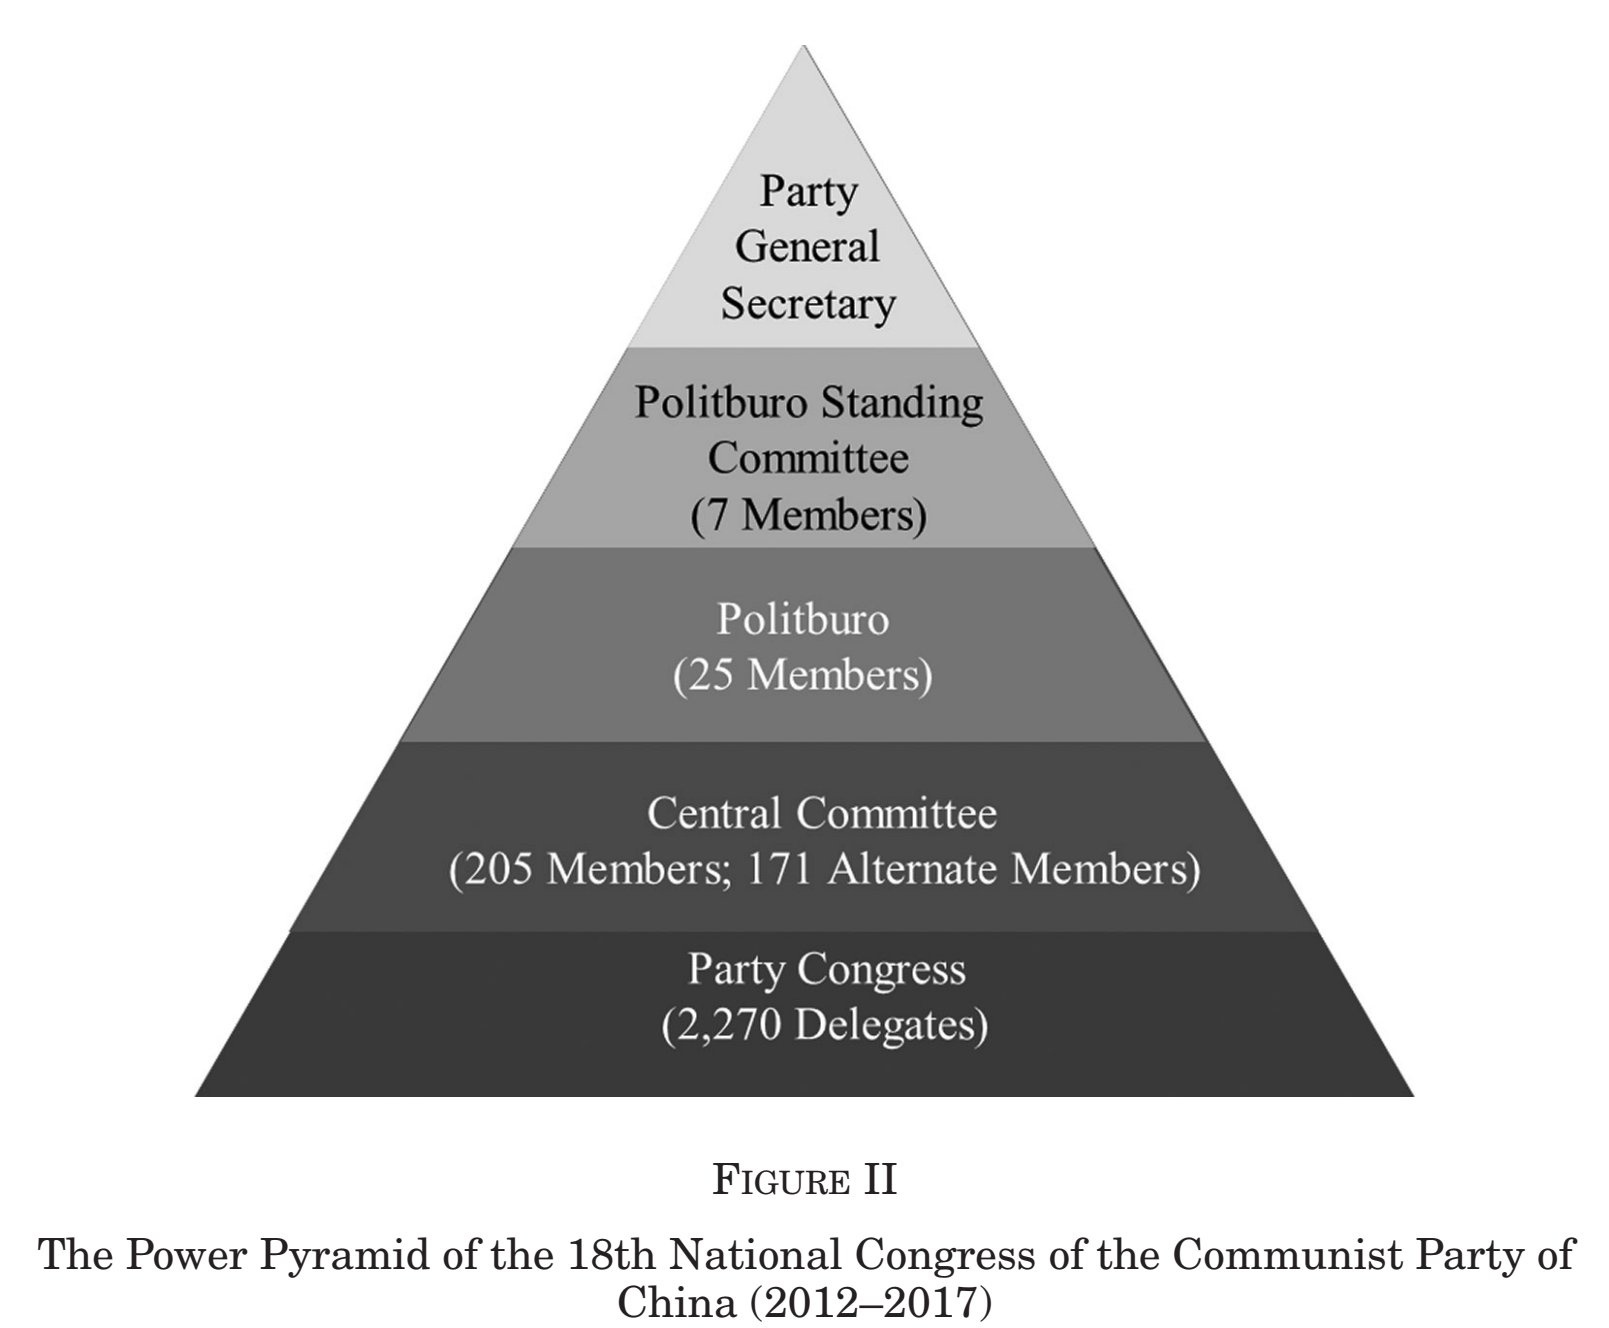 Party
General
Secretary
Politburo Standing
Committee
(7 Members)
Politburo
(25 Members)
Central Committee
(205 Members; 171 Alternate Members)
Party Congress
(2,270 Delegates)
FIGURE II
The Power Pyramid of the 18th National Congress of the Communist Party of
China (2012–2017)